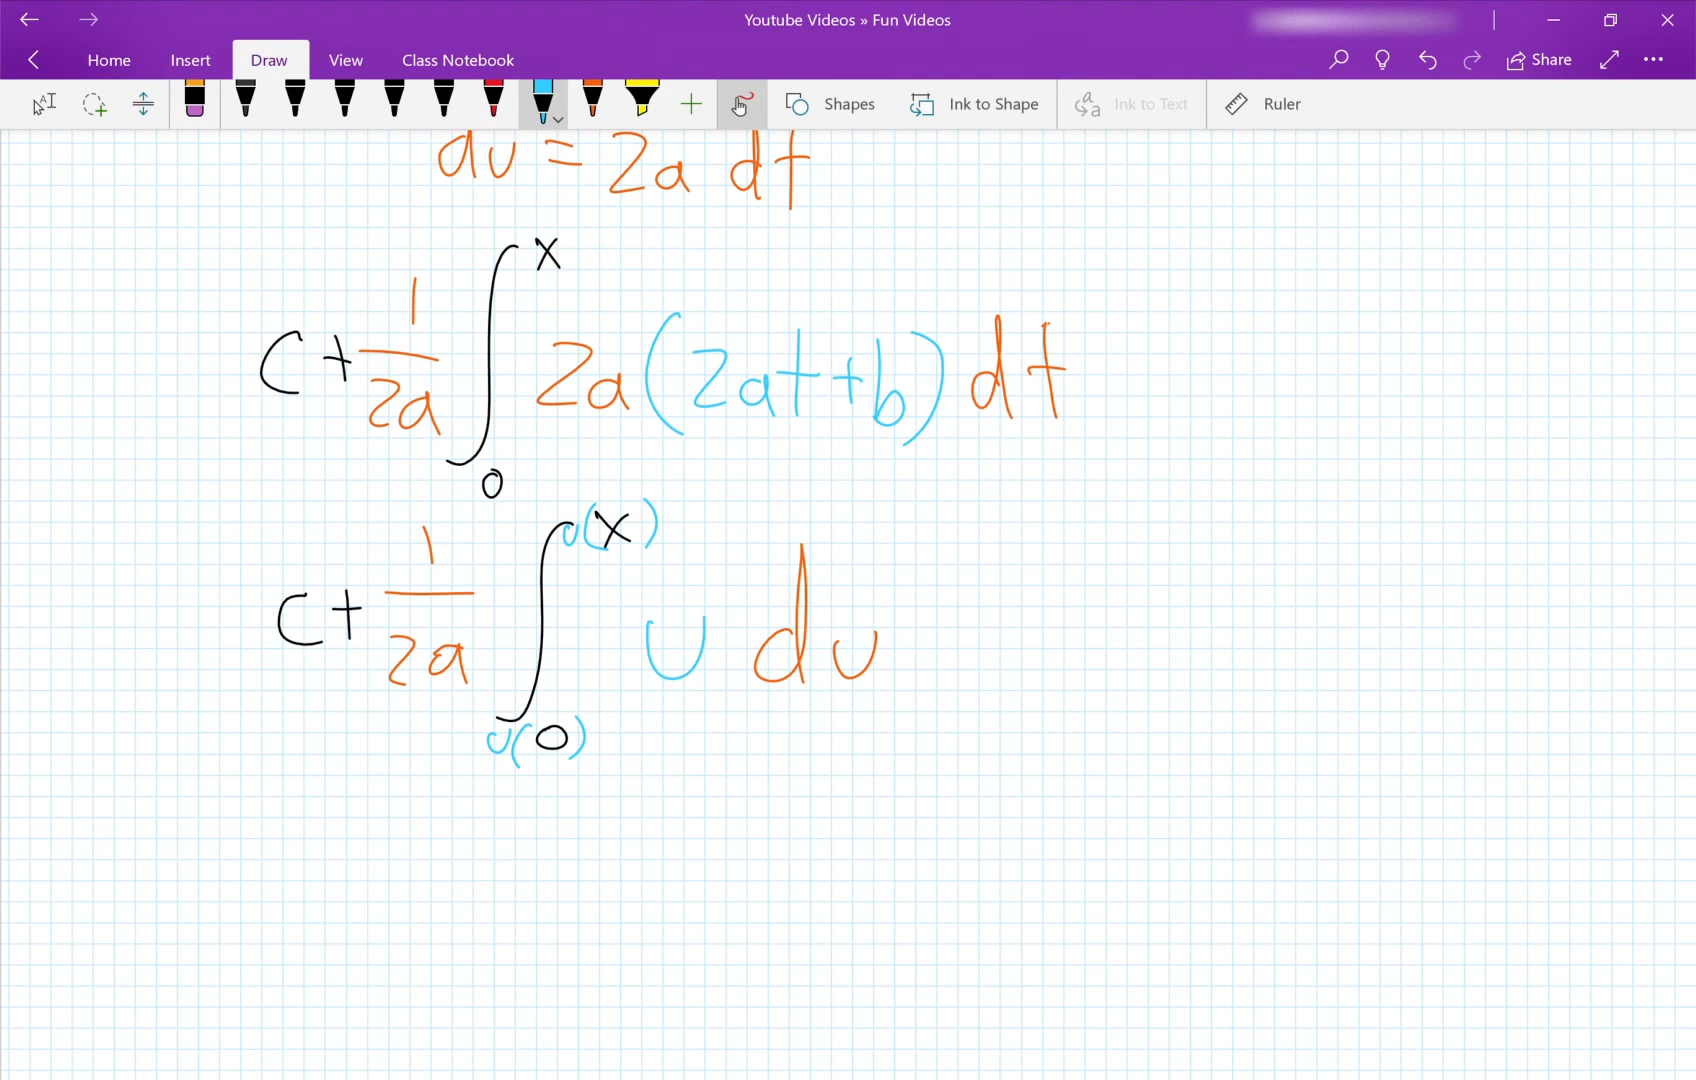 Youtube Videos » Fun Videos
Home Insert Draw View Class Notebook Share
Shapes Ink to Shape Ink to Text Ruler
du = 2a dt
C + 1/2a ∫₀ˣ 2a(2at+b) dt
C + 1/2a ∫ᵤ₍₀₎ᵘ⁽ˣ⁾ u du